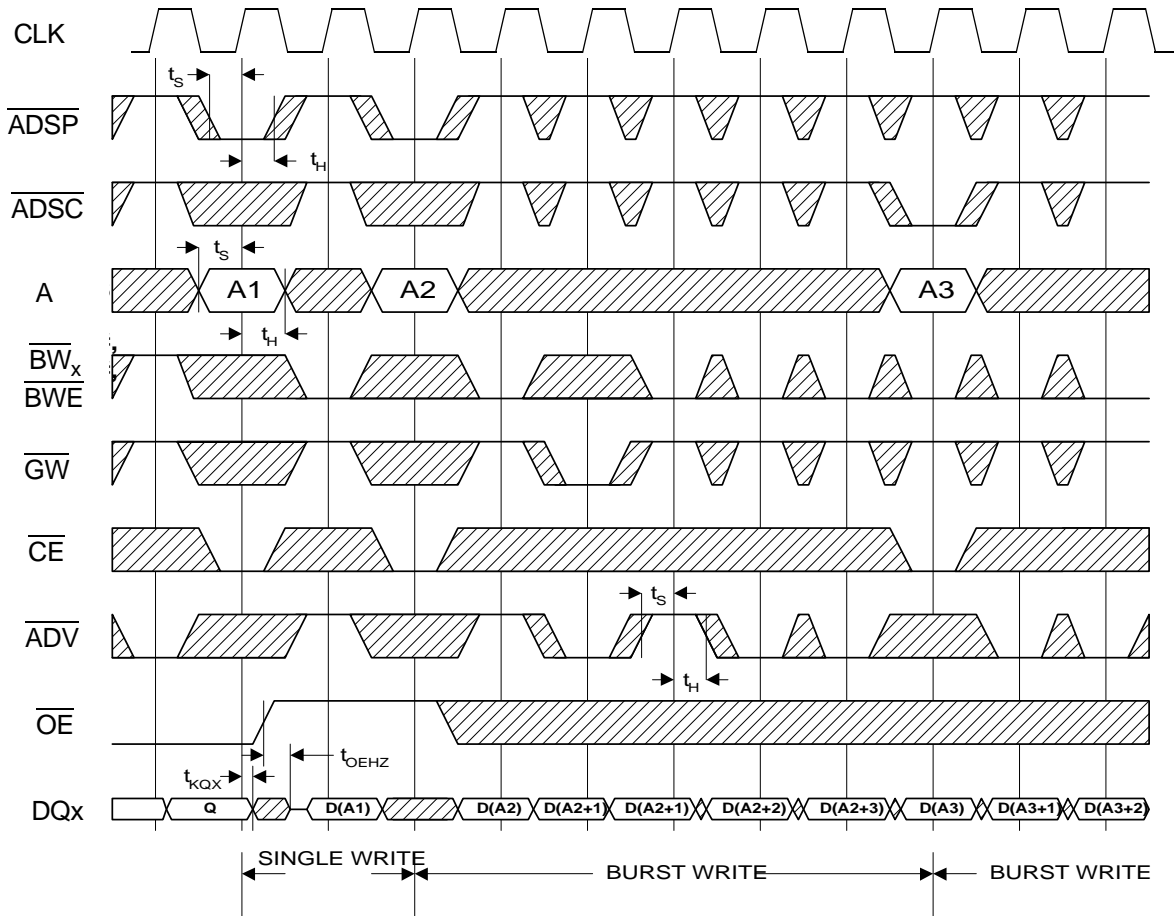 CLK
tS
ADSP
tH
ADSC
tS
A A1 A2 A3
tH
BWx
BWE
GW
CE
tS
ADV
tH
OE
tOEHZ
tKQX
DQx Q D(A1) D(A2) D(A2+1) D(A2+1) D(A2+2) D(A2+3) D(A3) D(A3+1) D(A3+2)
SINGLE WRITE BURST WRITE BURST WRITE